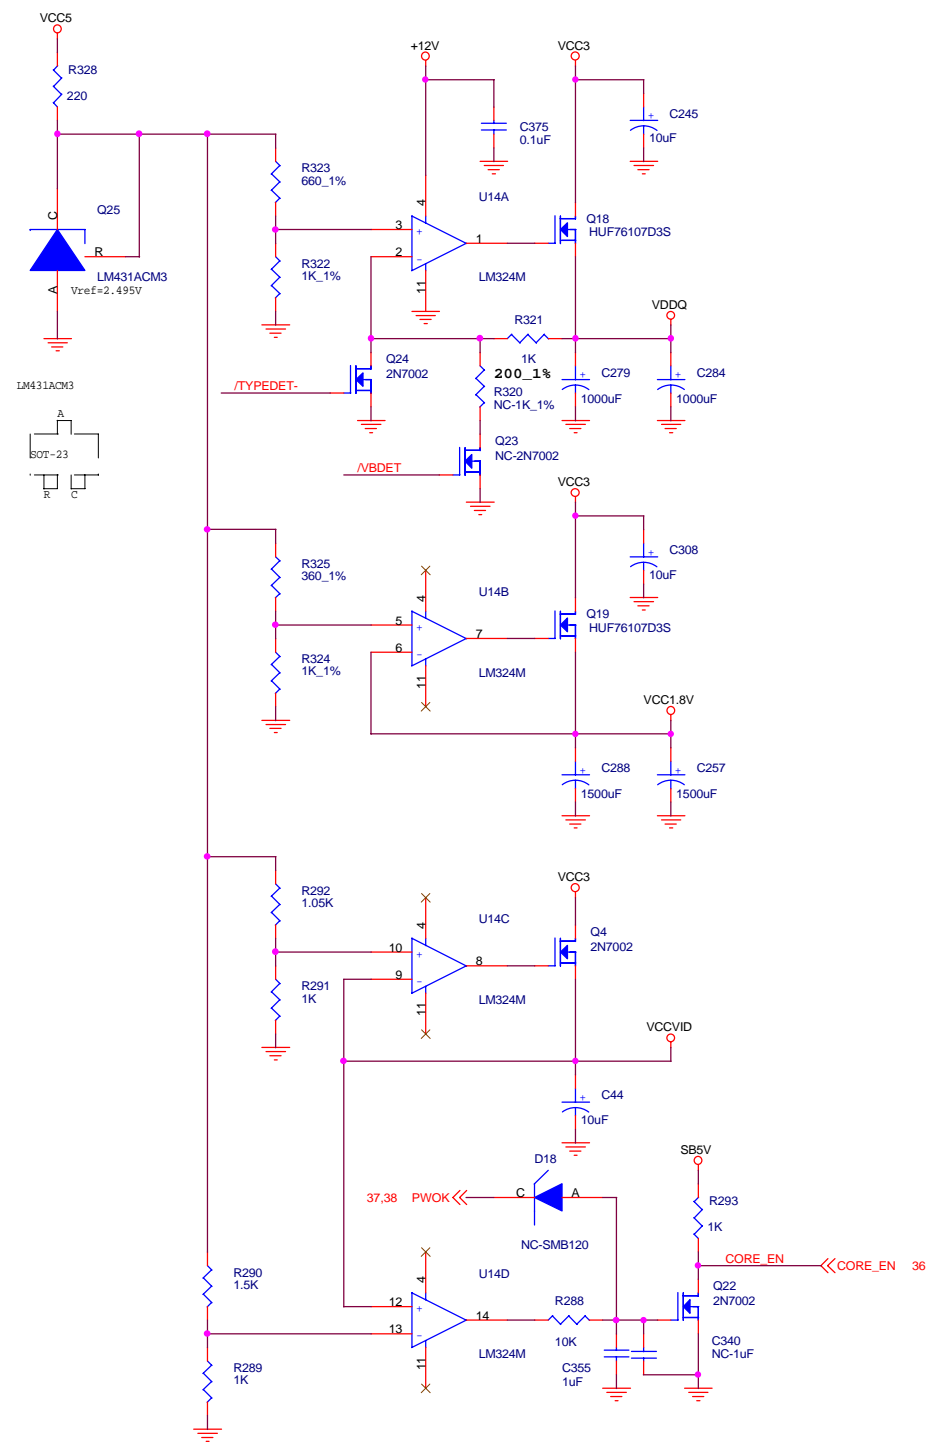 VCC5
R328
220
C
Q25
R
A
LM431ACM3
Vref=2.495V
LM431ACM3
A
SOT-23
R C
+12V
C375
0.1uF
VCC3
+
C245
10uF
R323
660_1%
R322
1K_1%
U14A
4
3
+
2
-
1
11
LM324M
Q18
HUF76107D3S
VDDQ
R321
1K
200_1%
R320
NC-1K_1%
Q24
2N7002
/TYPEDET-
+
C279
1000uF
+
C284
1000uF
Q23
NC-2N7002
/VBDET
VCC3
+
C308
10uF
R325
360_1%
R324
1K_1%
U14B
4
5
+
6
-
7
11
LM324M
Q19
HUF76107D3S
VCC1.8V
+
C288
1500uF
+
C257
1500uF
VCC3
R292
1.05K
R291
1K
U14C
4
10
+
9
-
8
11
LM324M
Q4
2N7002
VCCVID
+
C44
10uF
D18
37,38 PWOK
C A
NC-SMB120
SB5V
R293
1K
CORE_EN
CORE_EN 36
R290
1.5K
R289
1K
U14D
4
12
+
13
-
14
11
LM324M
R288
10K
Q22
2N7002
C355
1uF
C340
NC-1uF